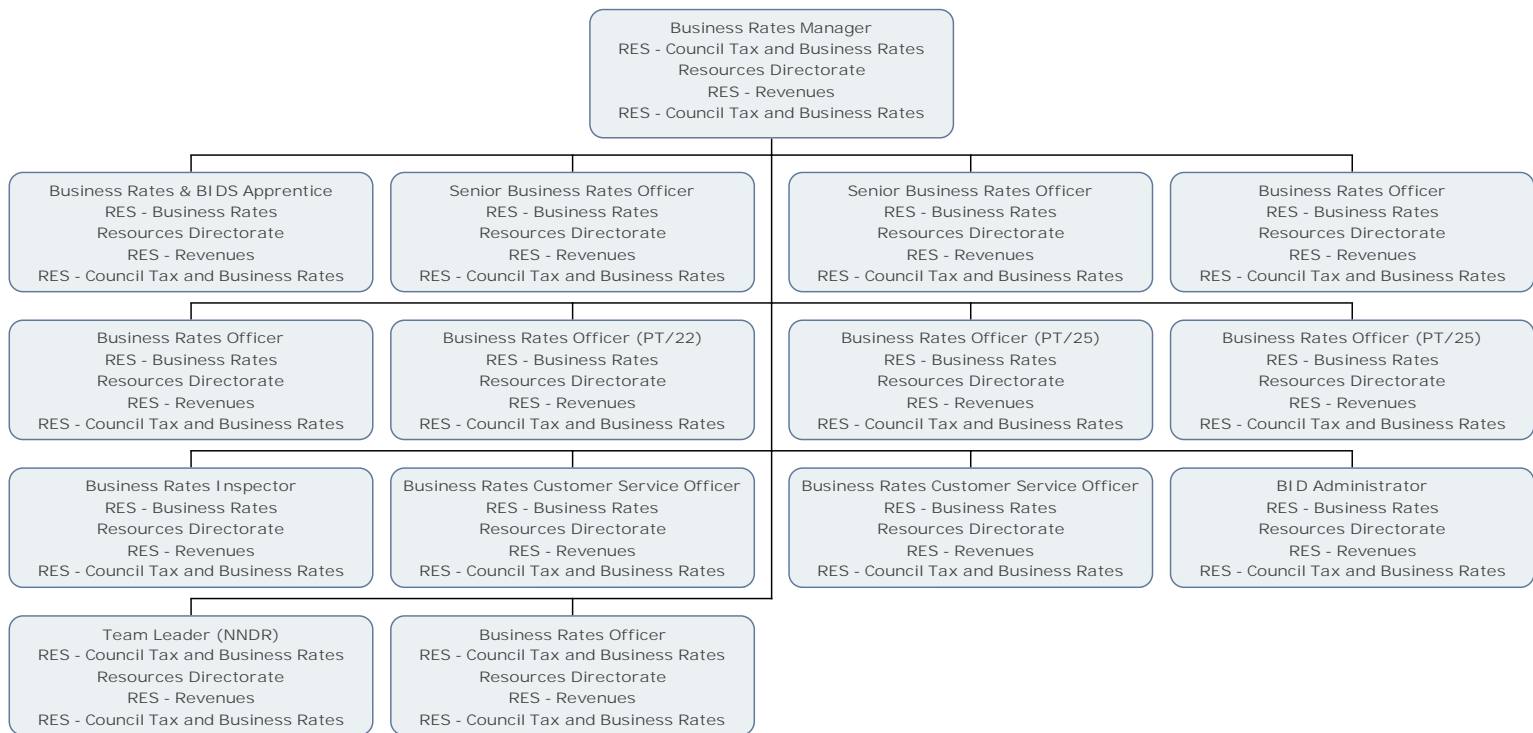 Business Rates Manager
RES - Council Tax and Business Rates
Resources Directorate
RES - Revenues
RES - Council Tax and Business Rates
Business Rates & BIDS Apprentice
RES - Business Rates
Resources Directorate
RES - Revenues
RES - Council Tax and Business Rates
Senior Business Rates Officer
RES - Business Rates
Resources Directorate
RES - Revenues
RES - Council Tax and Business Rates
Senior Business Rates Officer
RES - Business Rates
Resources Directorate
RES - Revenues
RES - Council Tax and Business Rates
Business Rates Officer
RES - Business Rates
Resources Directorate
RES - Revenues
RES - Council Tax and Business Rates
Business Rates Officer
RES - Business Rates
Resources Directorate
RES - Revenues
RES - Council Tax and Business Rates
Business Rates Officer (PT/22)
RES - Business Rates
Resources Directorate
RES - Revenues
RES - Council Tax and Business Rates
Business Rates Officer (PT/25)
RES - Business Rates
Resources Directorate
RES - Revenues
RES - Council Tax and Business Rates
Business Rates Officer (PT/25)
RES - Business Rates
Resources Directorate
RES - Revenues
RES - Council Tax and Business Rates
Business Rates Inspector
RES - Business Rates
Resources Directorate
RES - Revenues
RES - Council Tax and Business Rates
Business Rates Customer Service Officer
RES - Business Rates
Resources Directorate
RES - Revenues
RES - Council Tax and Business Rates
Business Rates Customer Service Officer
RES - Business Rates
Resources Directorate
RES - Revenues
RES - Council Tax and Business Rates
BID Administrator
RES - Business Rates
Resources Directorate
RES - Revenues
RES - Council Tax and Business Rates
Team Leader (NNDR)
RES - Council Tax and Business Rates
Resources Directorate
RES - Revenues
RES - Council Tax and Business Rates
Business Rates Officer
RES - Council Tax and Business Rates
Resources Directorate
RES - Revenues
RES - Council Tax and Business Rates